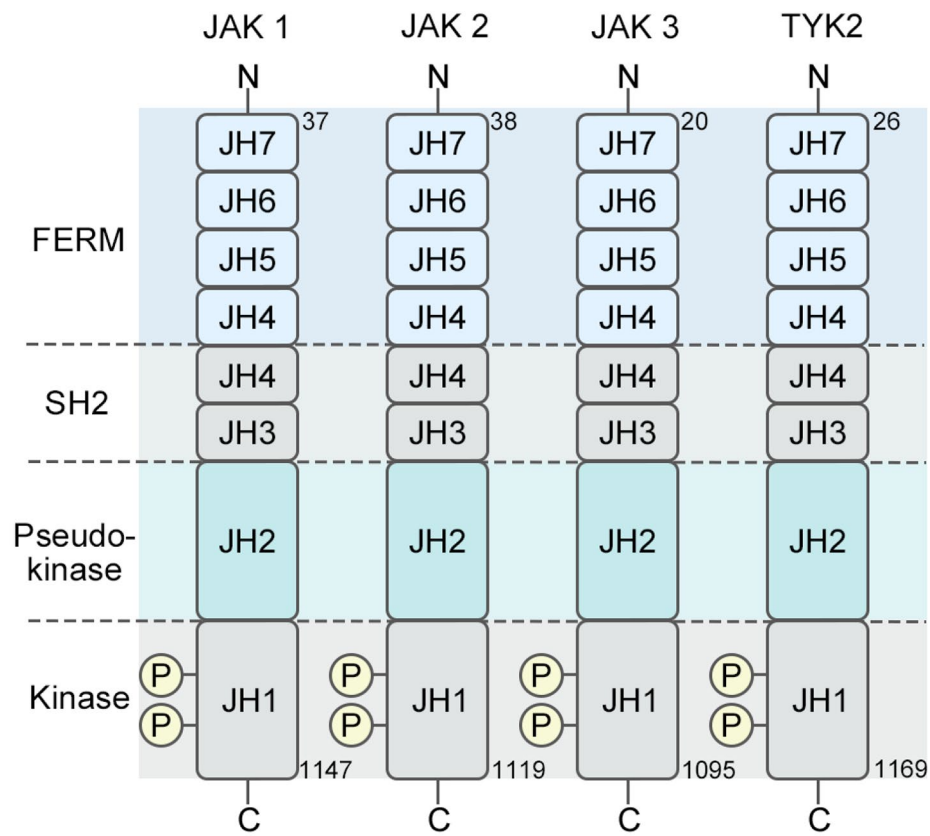 JAK 1 JAK 2 JAK 3 TYK2
N N N N
37 38 20 26
JH7 JH7 JH7 JH7
JH6 JH6 JH6 JH6
FERM
JH5 JH5 JH5 JH5
JH4 JH4 JH4 JH4
JH4 JH4 JH4 JH4
SH2
JH3 JH3 JH3 JH3
Pseudo-
kinase
JH2 JH2 JH2 JH2
P P P P
Kinase JH1 JH1 JH1 JH1
P P P P
1147 1119 1095 1169
C C C C